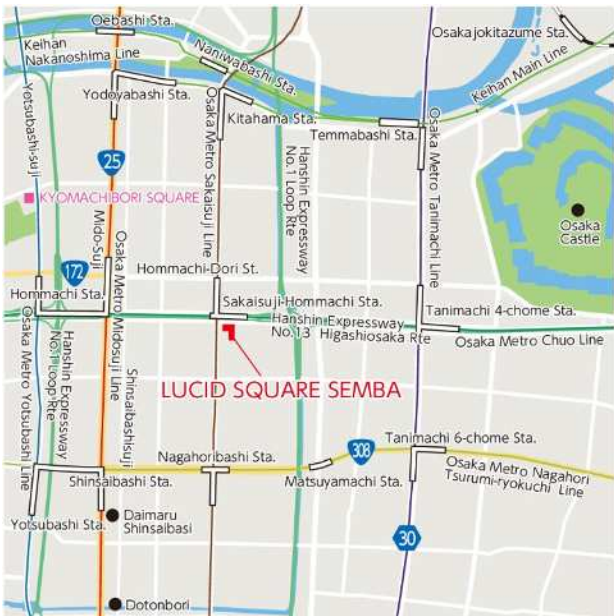 Oebashi Sta.
Keihan
Nakanoshima Line
Naniwabashi Sta.
Osakajokitazume Sta.
Keihan Main Line
Yodoyabashi Sta.
Kitahama Sta.
Temmabashi Sta.
Yotsubashi-suji
25
Osaka Metro Sakaisuji Line
Hanshin Expressway
No.1 Loop Rte
Osaka Metro Tanimachi Line
KYOMACHIBORI SQUARE
Mido-Suji
Osaka
Castle
172
Hommachi-Dori St.
Hommachi Sta.
Osaka Metro Midosuji Line
Sakaisuji-Hommachi Sta.
Hanshin Expressway
No.13 Higashiosaka Rte
Tanimachi 4-chome Sta.
Osaka Metro Chuo Line
Osaka Metro Yotsubashi Line
Hanshin Expressway
No.1 Loop Rte
Shinsaibashisuji
LUCID SQUARE SEMBA
Nagahoribashi Sta.
308
Tanimachi 6-chome Sta.
Shinsaibashi Sta.
Matsuyamachi Sta.
Osaka Metro Nagahori
Tsurumi-ryokuchi Line
Yotsubashi Sta.
Daimaru
Shinsaibasi
30
Dotonbori